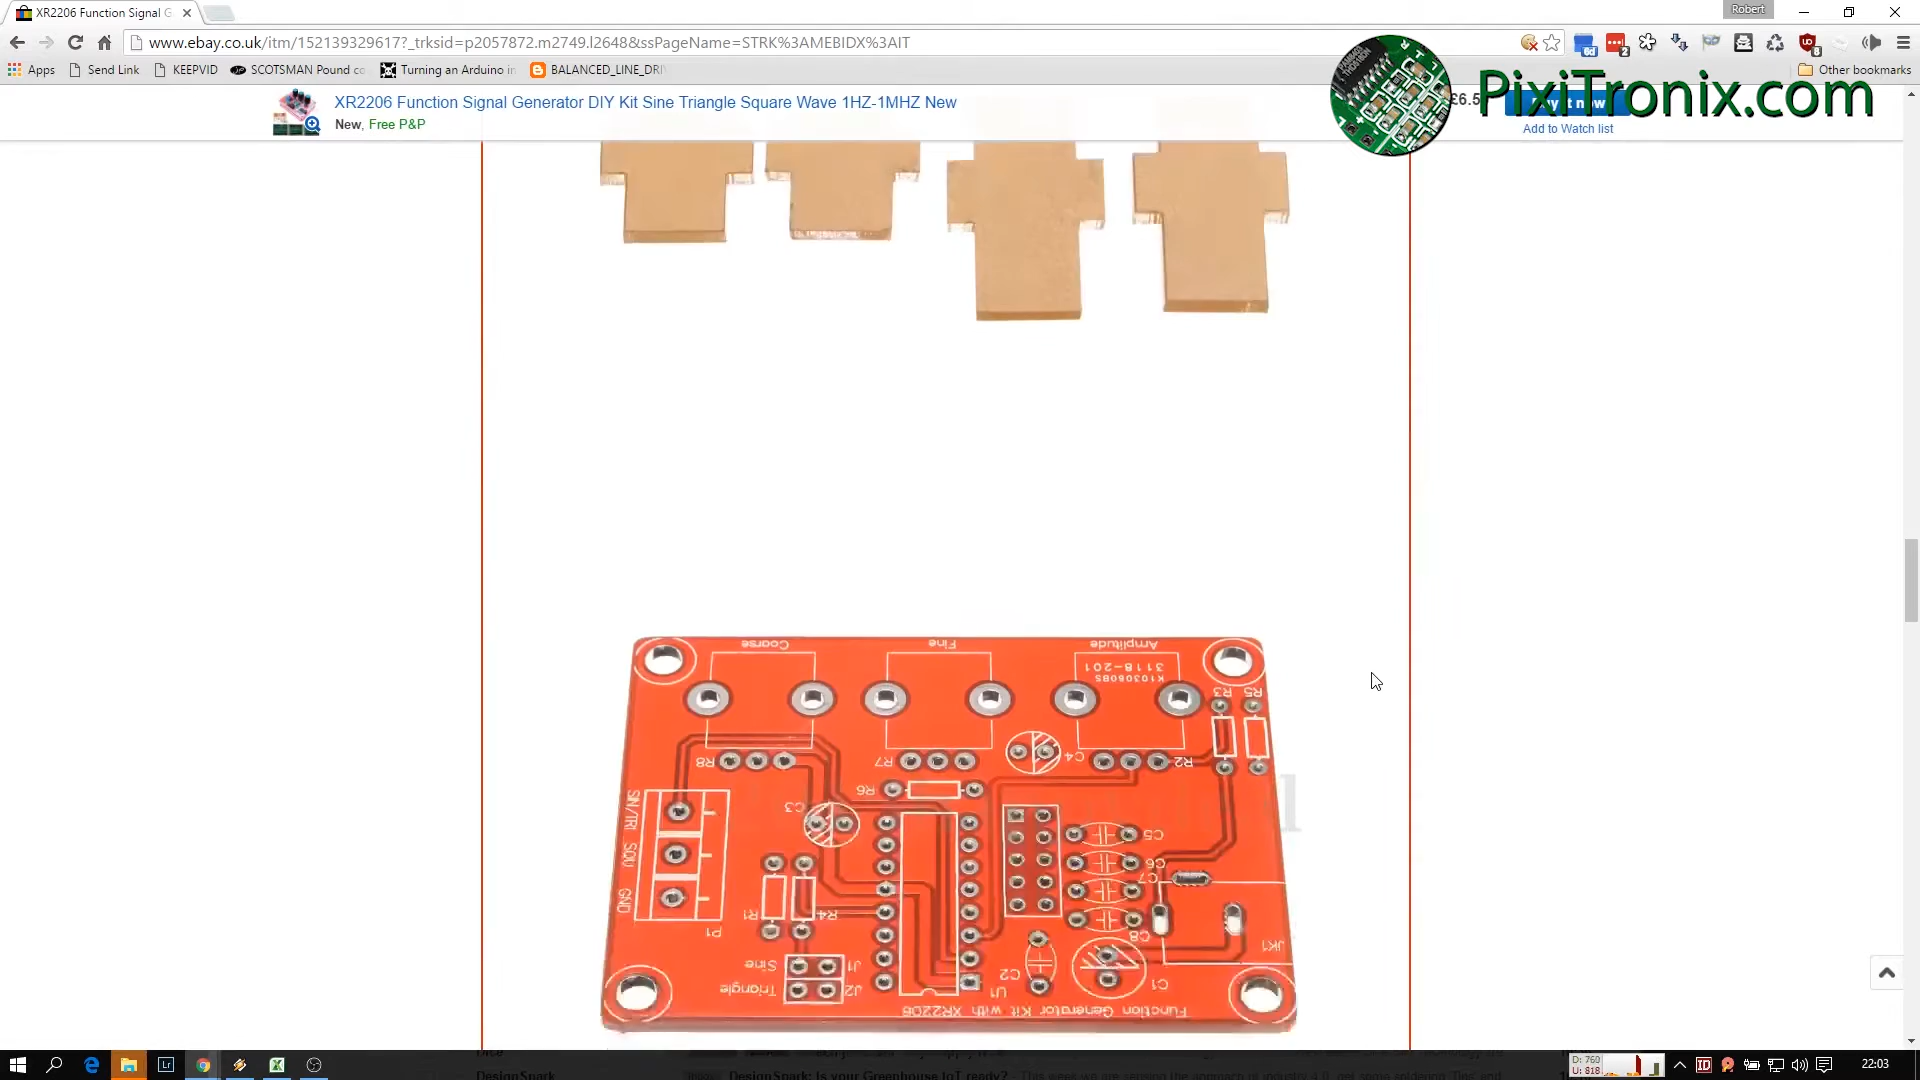 XR2206 Function Signal G
Robert
www.ebay.co.uk/itm/152139329617?_trksid=p2057872.m2749.l2648&ssPageName=STRK%3AMEBIDX%3AIT
Apps
Send Link
KEEPVID
SCOTSMAN Pound co
Turning an Arduino in
BALANCED_LINE_DRI
Other bookmarks
XR2206 Function Signal Generator DIY Kit Sine Triangle Square Wave 1HZ-1MHZ New
New, Free P&P
£6.5
PixiTronix.com
Add to Watch list
Coarse
Fine
Amplitude
3118-201
R3
R5
R8
R7
C4
R2
R6
C3
SIN/TRI
SQU
GND
C5
C6
C7
C8
R1
R4
P1
JK1
Sine
J1
Triangle
J2
U1
C2
C1
Function Generator Kit with XR2206
DesignSpark
DesignSpark: Is your Greenhouse IoT ready?
D: 760
U: 818
22:03